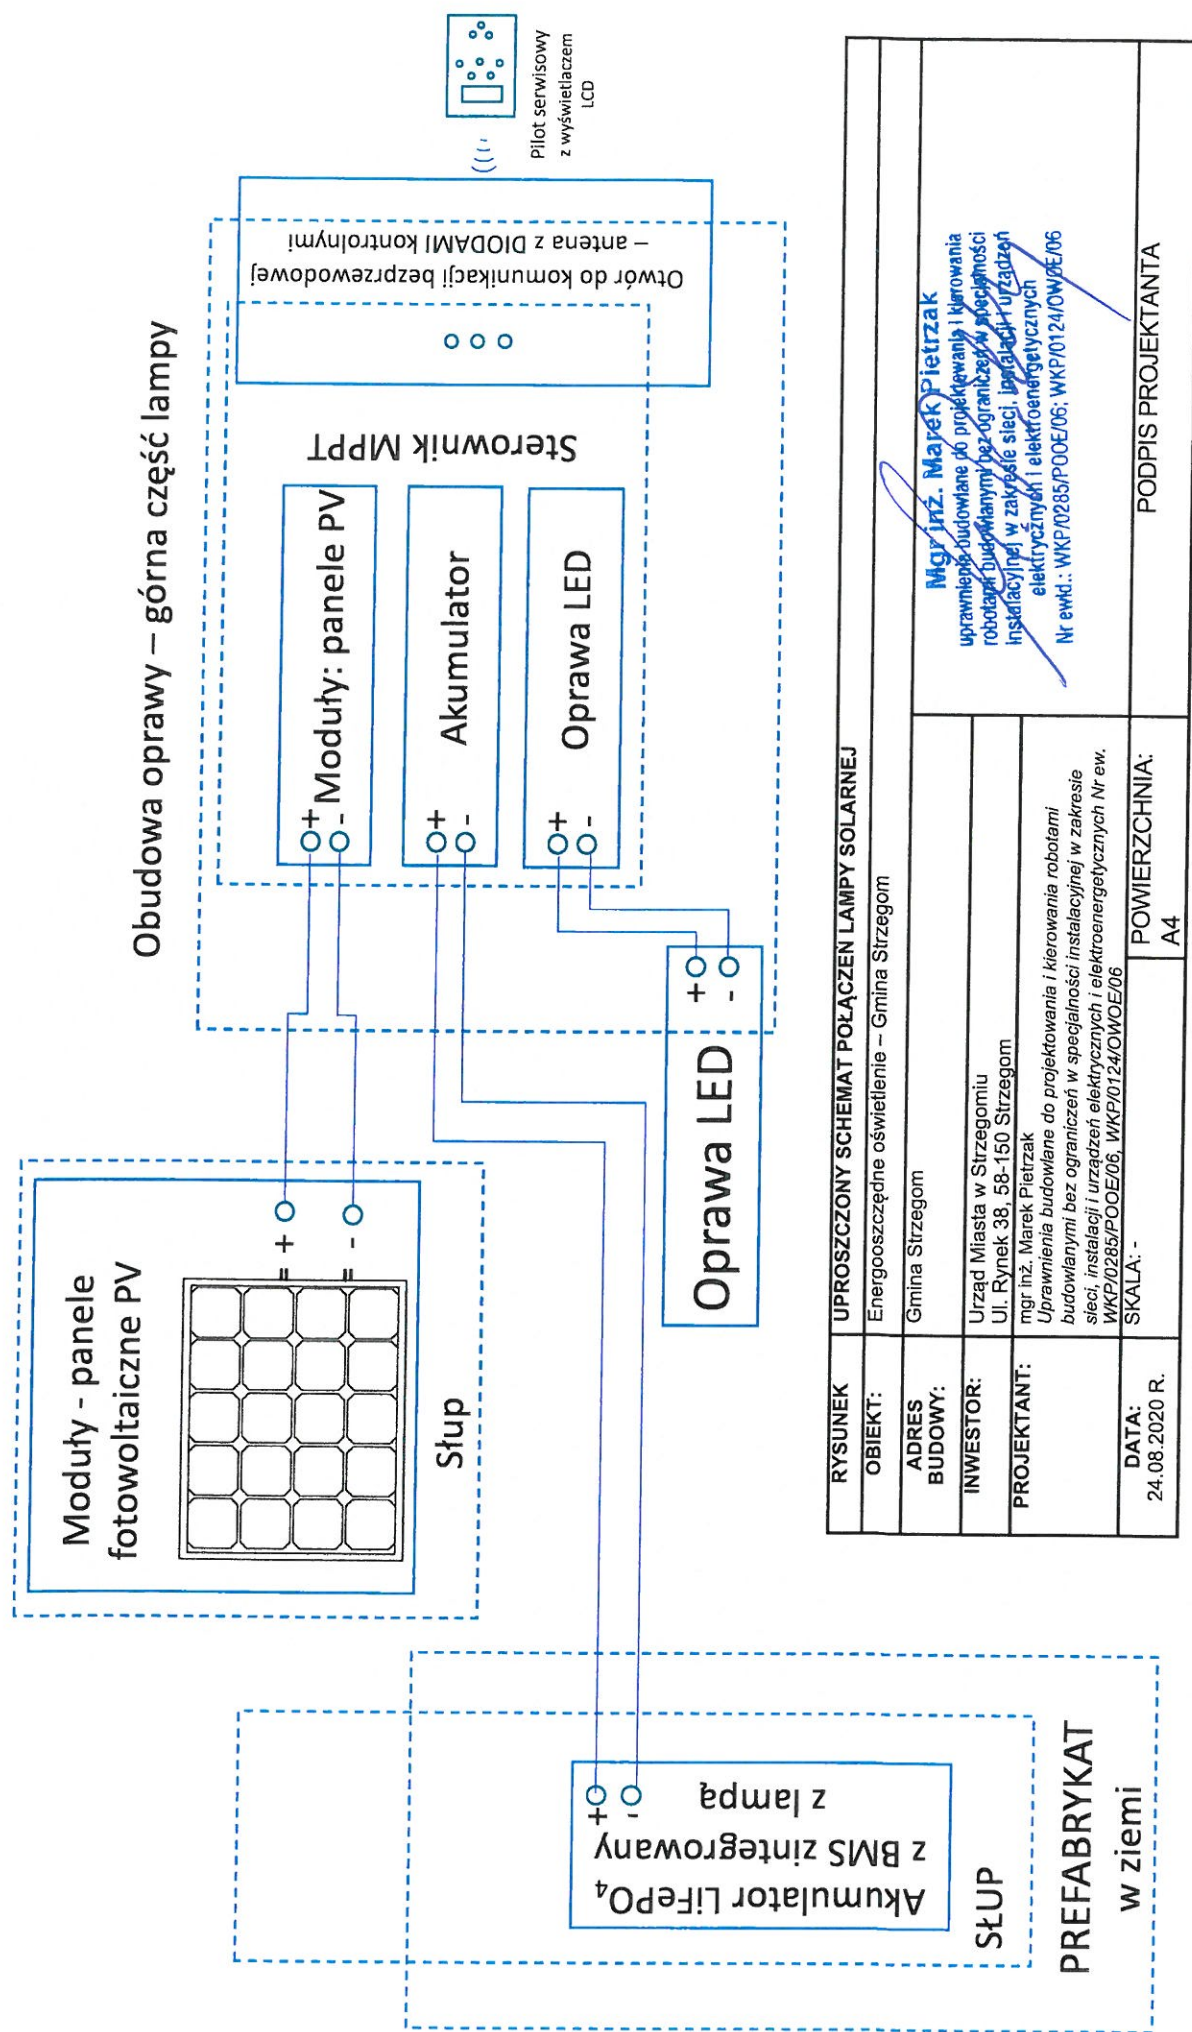 Obudowa oprawy – górna część lampy
Moduły - panele
fotowoltaiczne PV
+
-
Słup
+
-
Moduły: panele PV
+
-
Akumulator
+
-
Oprawa LED
Sterownik MPPT
Otwór do komunikacji bezprzewodowej
– antena z DIODAMI kontrolnymi
Pilot serwisowy
z wyświetlaczem
LCD
Oprawa LED
+
-
+
-
Akumulator LiFePO₄
z BMS zintegrowany
z lampą
SŁUP
PREFABRYKAT
w ziemi
RYSUNEK
UPROSZCZONY SCHEMAT POŁĄCZEN LAMPY SOLARNEJ
OBIEKT:
Energooszczędne oświetlenie – Gmina Strzegom
ADRES
BUDOWY:
Gmina Strzegom
INWESTOR:
Urząd Miasta w Strzegomiu
Ul. Rynek 38, 58-150 Strzegom
PROJEKTANT:
mgr inż. Marek Pietrzak
Uprawnienia budowlane do projektowania i kierowania robotami
budowlanymi bez ograniczeń w specjalności instalacyjnej w zakresie
sieci, instalacji i urządzeń elektrycznych i elektroenergetycznych Nr ew.
WKP/0285/POOE/06, WKP/0124/OWOE/06
Mgr inż. Marek Pietrzak
uprawnienia budowlane do projektowania i kierowania
robotami budowlanymi bez ograniczeń w specjalności
instalacyjnej w zakresie sieci, instalacji i urządzeń
elektrycznych i elektroenergetycznych
Nr ewid.: WKP/0285/POOE/06; WKP/0124/OWOE/06
DATA:
24.08.2020 R.
SKALA: -
POWIERZCHNIA:
A4
PODPIS PROJEKTANTA